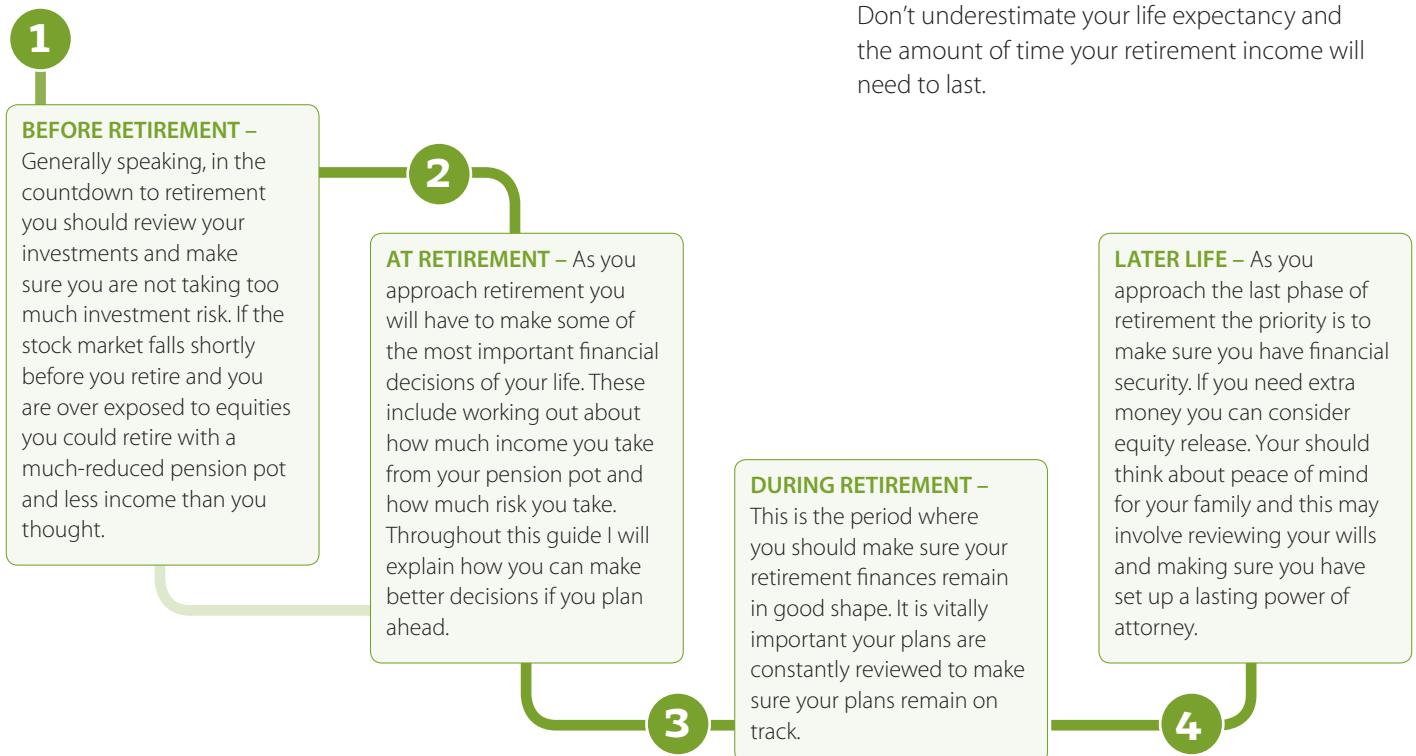 Don’t underestimate your life expectancy and
the amount of time your retirement income will
need to last.
1
BEFORE RETIREMENT –
Generally speaking, in the
countdown to retirement
you should review your
investments and make
sure you are not taking too
much investment risk. If the
stock market falls shortly
before you retire and you
are over exposed to equities
you could retire with a
much-reduced pension pot
and less income than you
thought.
2
AT RETIREMENT – As you
approach retirement you
will have to make some of
the most important financial
decisions of your life. These
include working out about
how much income you take
from your pension pot and
how much risk you take.
Throughout this guide I will
explain how you can make
better decisions if you plan
ahead.
3
DURING RETIREMENT –
This is the period where
you should make sure your
retirement finances remain
in good shape. It is vitally
important your plans are
constantly reviewed to make
sure your plans remain on
track.
4
LATER LIFE – As you
approach the last phase of
retirement the priority is to
make sure you have financial
security. If you need extra
money you can consider
equity release. Your should
think about peace of mind
for your family and this may
involve reviewing your wills
and making sure you have
set up a lasting power of
attorney.